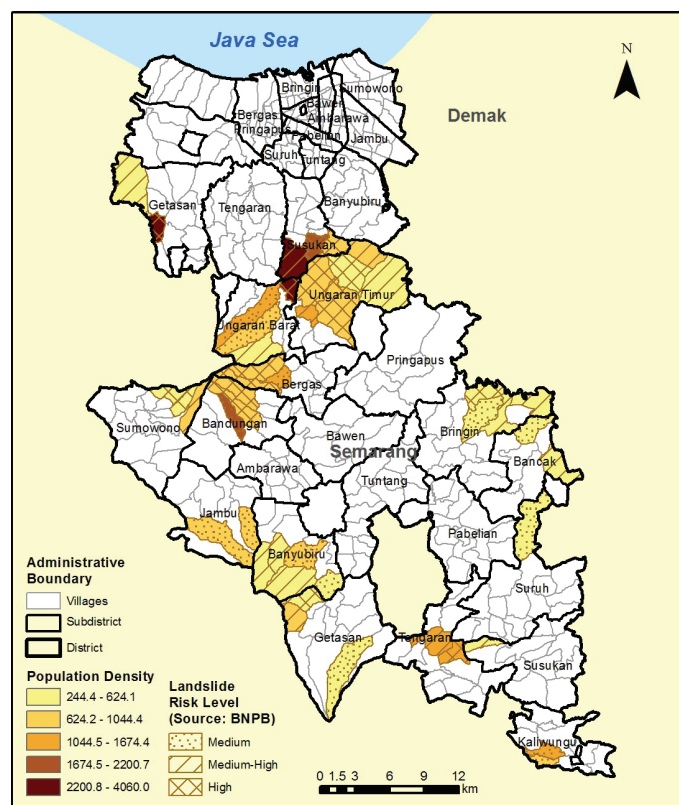 Java Sea
N
Demak
Bringin
Sumowono
Bawen
Bergas
Ambarawa
Pringapus
Pabelian
Jambu
Suruh
Tuntang
Getasan
Tengaran
Banyubiru
Susukan
Ungaran Timur
Ungaran Barat
Pringapus
Bergas
Sumowono
Bandungan
Bawen
Bringin
Semarang
Bancak
Ambarawa
Tuntang
Jambu
Pabelian
Banyubiru
Suruh
Getasan
Tengaran
Susukan
Kaliwungu
Administrative
Boundary
Villages
Subdistrict
District
Population Density
244.4 - 624.1
624.2 - 1044.4
1044.5 - 1674.4
1674.5 - 2200.7
2200.8 - 4060.0
Landslide
Risk Level
(Source: BNPB)
Medium
Medium-High
High
0 1.5 3 6 9 12
km